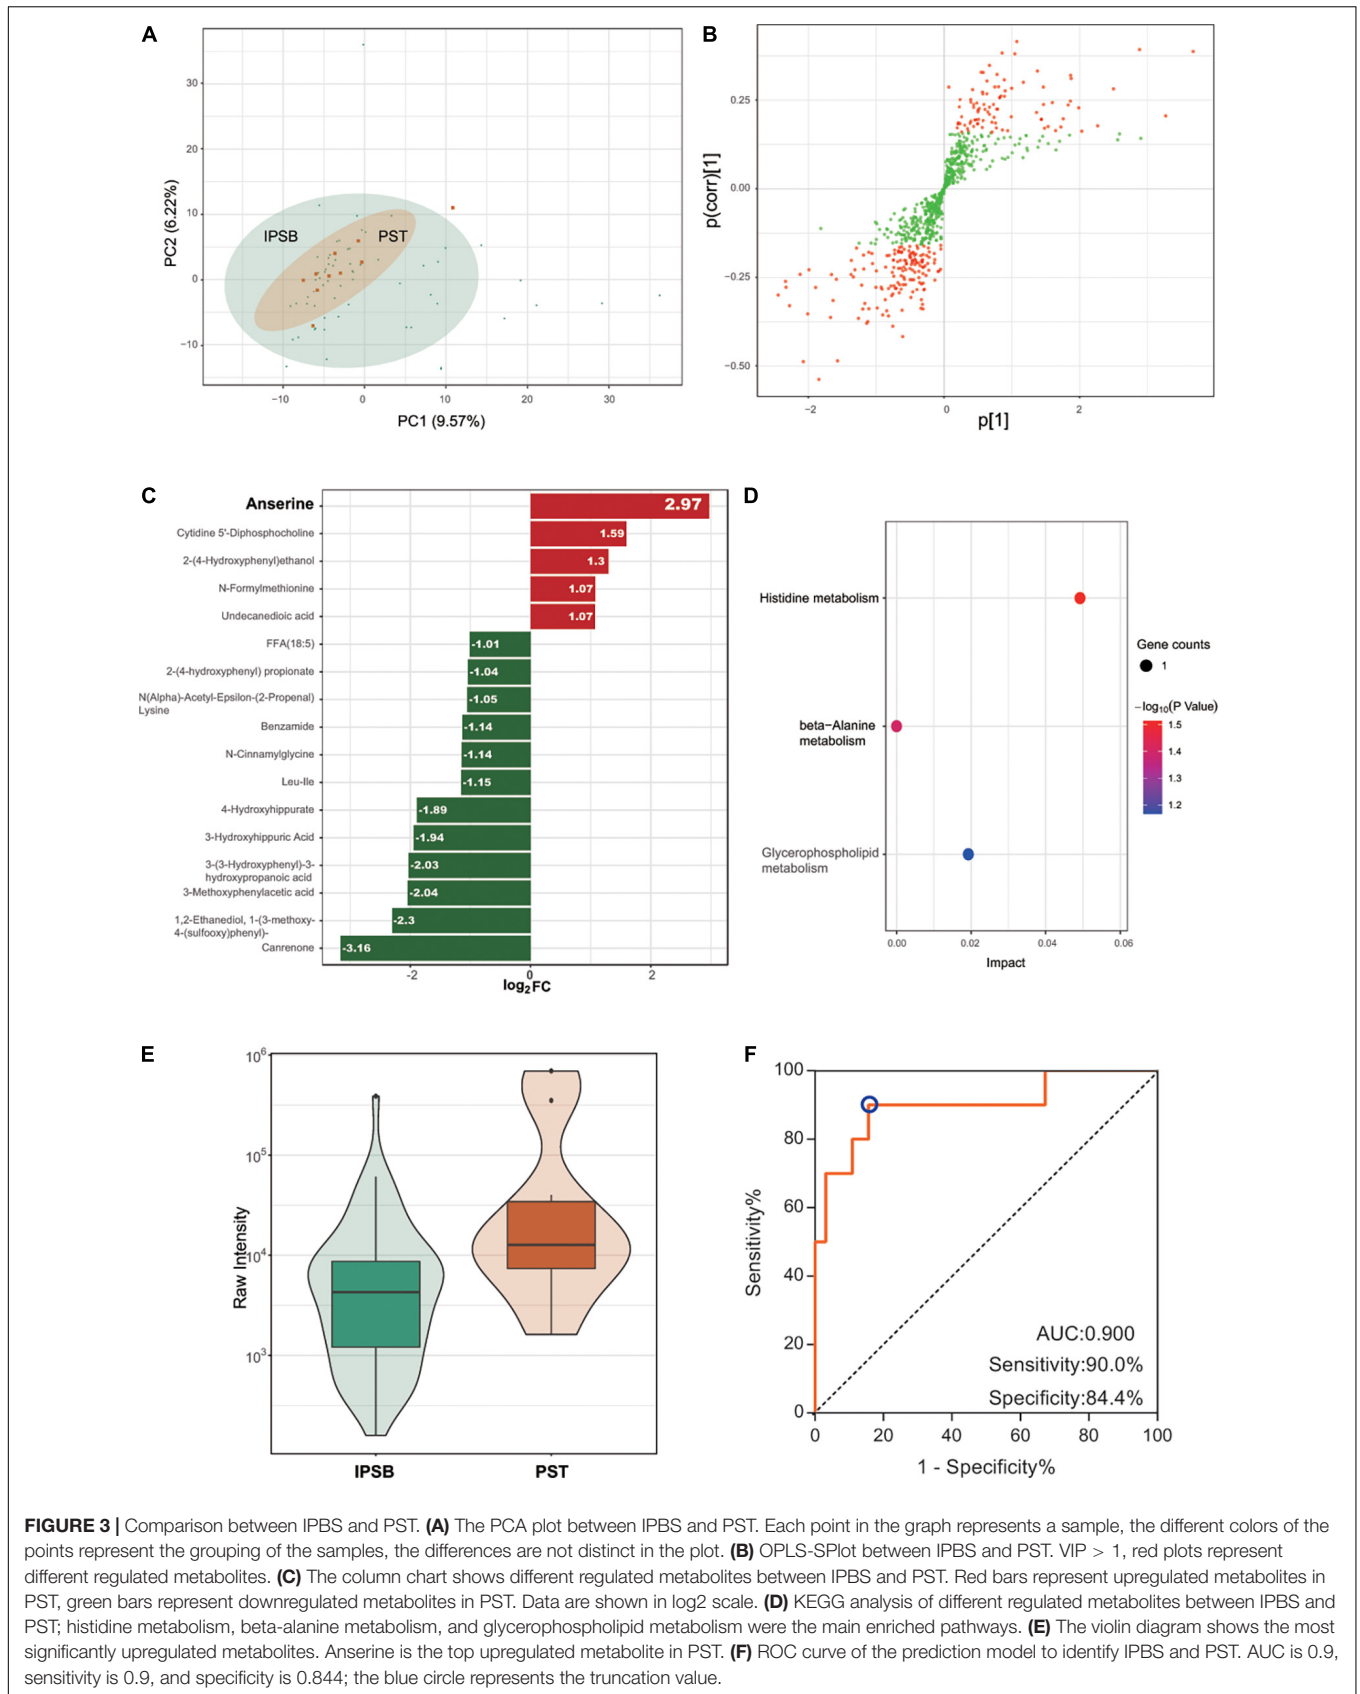 A
30
20
10
0
−10
PC2 (6.22%)
IPSB
PST
−10
0
10
20
30
PC1 (9.57%)
B
0.25
0.00
−0.25
−0.50
p(corr)[1]
−2
0
2
p[1]
C
Anserine
2.97
Cytidine 5'-Diphosphocholine
1.59
2-(4-Hydroxyphenyl)ethanol
1.3
N-Formylmethionine
1.07
Undecanedioic acid
1.07
FFA(18:5)
-1.01
2-(4-hydroxyphenyl) propionate
-1.04
N(Alpha)-Acetyl-Epsilon-(2-Propenal)
Lysine
-1.05
Benzamide
-1.14
N-Cinnamylglycine
-1.14
Leu-Ile
-1.15
4-Hydroxyhippurate
-1.89
3-Hydroxyhippuric Acid
-1.94
3-(3-Hydroxyphenyl)-3-
hydroxypropanoic acid
-2.03
3-Methoxyphenylacetic acid
-2.04
1,2-Ethanediol, 1-(3-methoxy-
4-(sulfooxy)phenyl)-
-2.3
Canrenone
-3.16
-2
0
2
log2FC
D
Histidine metabolism
beta−Alanine
metabolism
Glycerophospholipid
metabolism
0.00
0.02
0.04
0.06
Impact
Gene counts
1
−log10(P Value)
1.5
1.4
1.3
1.2
E
10^6
10^5
10^4
10^3
Raw Intensity
IPSB
PST
F
100
80
60
40
20
0
Sensitivity%
AUC:0.900
Sensitivity:90.0%
Specificity:84.4%
0
20
40
60
80
100
1 - Specificity%
FIGURE 3 | Comparison between IPBS and PST. (A) The PCA plot between IPBS and PST. Each point in the graph represents a sample, the different colors of the
points represent the grouping of the samples, the differences are not distinct in the plot. (B) OPLS-SPlot between IPBS and PST. VIP > 1, red plots represent
different regulated metabolites. (C) The column chart shows different regulated metabolites between IPBS and PST. Red bars represent upregulated metabolites in
PST, green bars represent downregulated metabolites in PST. Data are shown in log2 scale. (D) KEGG analysis of different regulated metabolites between IPBS and
PST; histidine metabolism, beta-alanine metabolism, and glycerophospholipid metabolism were the main enriched pathways. (E) The violin diagram shows the most
significantly upregulated metabolites. Anserine is the top upregulated metabolite in PST. (F) ROC curve of the prediction model to identify IPBS and PST. AUC is 0.9,
sensitivity is 0.9, and specificity is 0.844; the blue circle represents the truncation value.